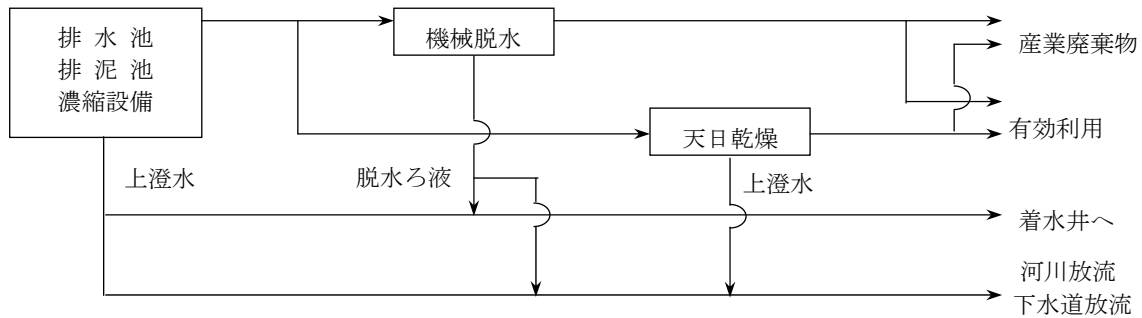 排 水 池
排 泥 池
濃縮設備
機械脱水
産業廃棄物
天日乾燥
有効利用
上澄水
脱水ろ液
上澄水
着水井へ
河川放流
下水道放流